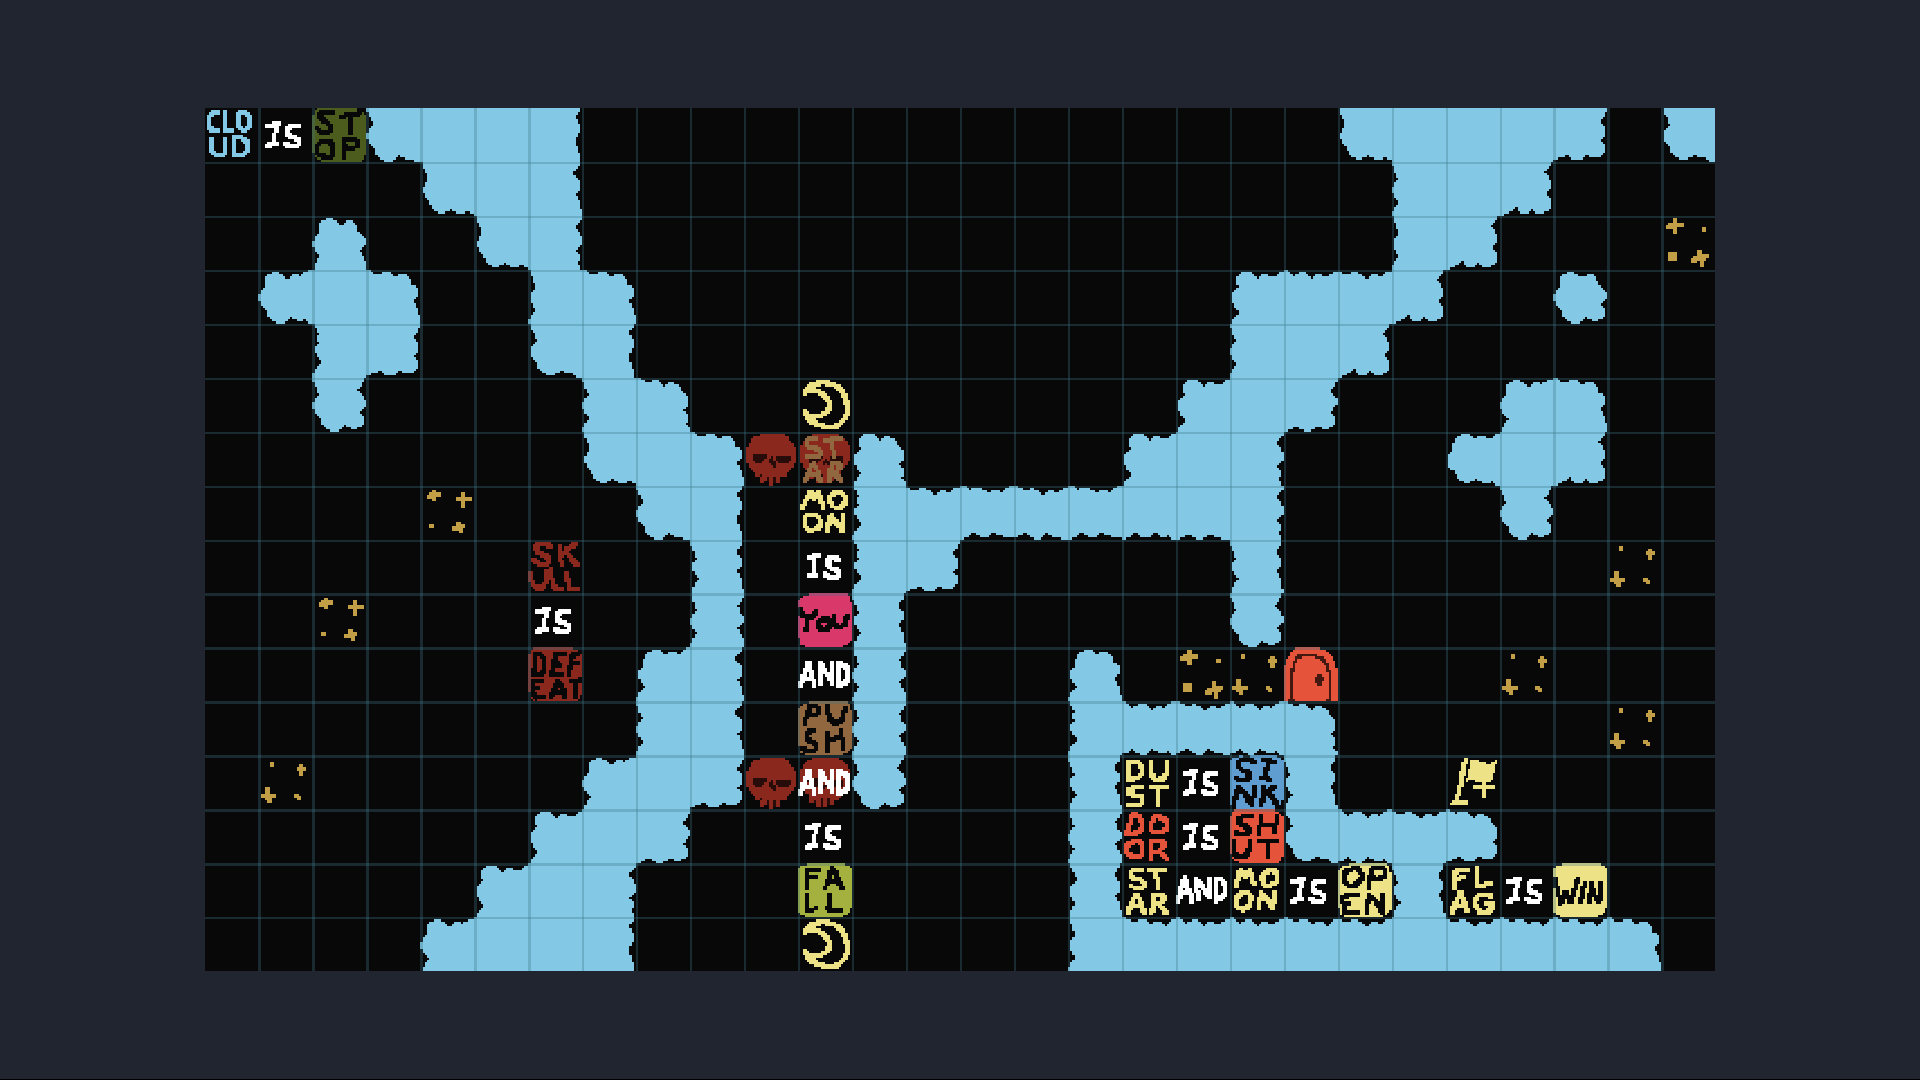 CLOUD IS STOP
STAR
MOON
IS
YOU
AND
PUSH
AND
IS
FALL
SKULL
IS
DEFEAT
DUST IS SINK
DOOR IS SHUT
STAR AND MOON IS OPEN
FLAG IS WIN